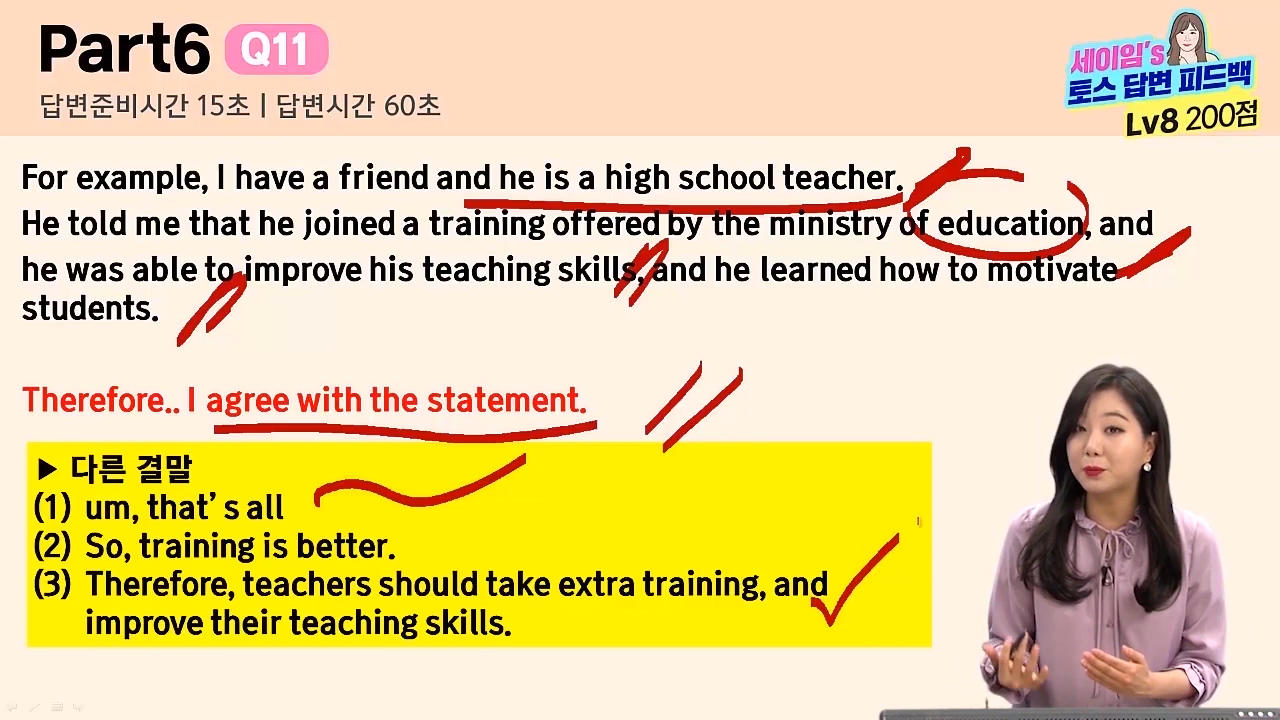 Part6 Q11
답변준비시간 15초 | 답변시간 60초
세이임's
토스 답변 피드백
Lv8 200점
For example, I have a friend and he is a high school teacher.
He told me that he joined a training offered by the ministry of education, and
he was able to improve his teaching skills, and he learned how to motivate
students.
Therefore.. I agree with the statement.
▶ 다른 결말
(1) um, that's all
(2) So, training is better.
(3) Therefore, teachers should take extra training, and
improve their teaching skills.